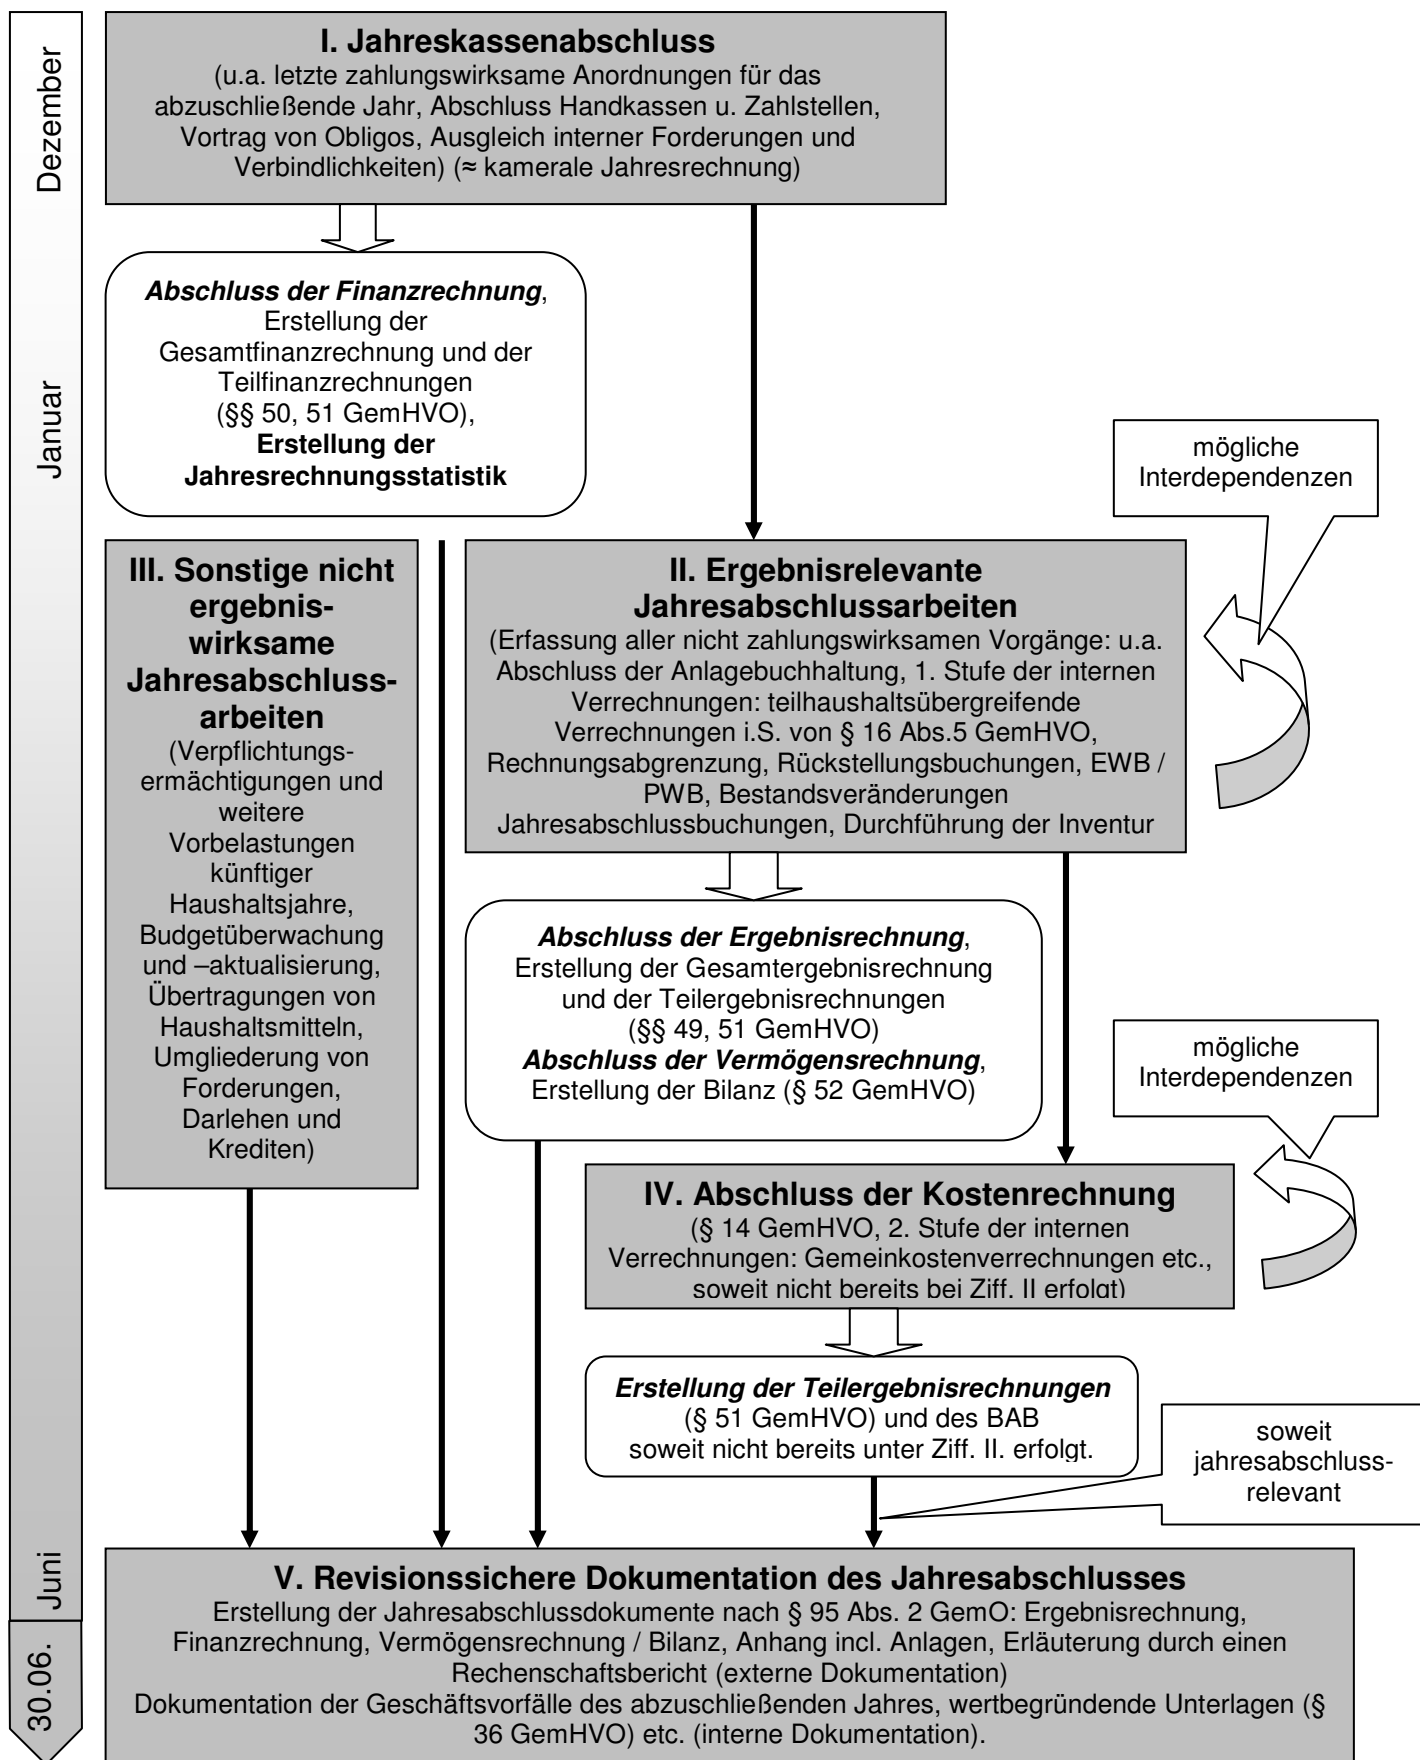 Dezember
I. Jahreskassenabschluss
(u.a. letzte zahlungswirksame Anordnungen für das
abzuschließende Jahr, Abschluss Handkassen u. Zahlstellen,
Vortrag von Obligos, Ausgleich interner Forderungen und
Verbindlichkeiten) (≈ kamerale Jahresrechnung)
Januar
Abschluss der Finanzrechnung,
Erstellung der
Gesamtfinanzrechnung und der
Teilfinanzrechnungen
(§§ 50, 51 GemHVO),
Erstellung der
Jahresrechnungsstatistik
mögliche
Interdependenzen
III. Sonstige nicht
ergebnis-
wirksame
Jahresabschluss-
arbeiten
(Verpflichtungs-
ermächtigungen und
weitere
Vorbelastungen
künftiger
Haushaltsjahre,
Budgetüberwachung
und –aktualisierung,
Übertragungen von
Haushaltsmitteln,
Umgliederung von
Forderungen,
Darlehen und
Krediten)
II. Ergebnisrelevante
Jahresabschlussarbeiten
(Erfassung aller nicht zahlungswirksamen Vorgänge: u.a.
Abschluss der Anlagebuchhaltung, 1. Stufe der internen
Verrechnungen: teilhaushaltsübergreifende
Verrechnungen i.S. von § 16 Abs.5 GemHVO,
Rechnungsabgrenzung, Rückstellungsbuchungen, EWB /
PWB, Bestandsveränderungen
Jahresabschlussbuchungen, Durchführung der Inventur
Abschluss der Ergebnisrechnung,
Erstellung der Gesamtergebnisrechnung
und der Teilergebnisrechnungen
(§§ 49, 51 GemHVO)
Abschluss der Vermögensrechnung,
Erstellung der Bilanz (§ 52 GemHVO)
mögliche
Interdependenzen
IV. Abschluss der Kostenrechnung
(§ 14 GemHVO, 2. Stufe der internen
Verrechnungen: Gemeinkostenverrechnungen etc.,
soweit nicht bereits bei Ziff. II erfolgt)
Erstellung der Teilergebnisrechnungen
(§ 51 GemHVO) und des BAB
soweit nicht bereits unter Ziff. II. erfolgt.
soweit
jahresabschluss-
relevant
Juni
30.06.
V. Revisionssichere Dokumentation des Jahresabschlusses
Erstellung der Jahresabschlussdokumente nach § 95 Abs. 2 GemO: Ergebnisrechnung,
Finanzrechnung, Vermögensrechnung / Bilanz, Anhang incl. Anlagen, Erläuterung durch einen
Rechenschaftsbericht (externe Dokumentation)
Dokumentation der Geschäftsvorfälle des abzuschließenden Jahres, wertbegründende Unterlagen (§
36 GemHVO) etc. (interne Dokumentation).